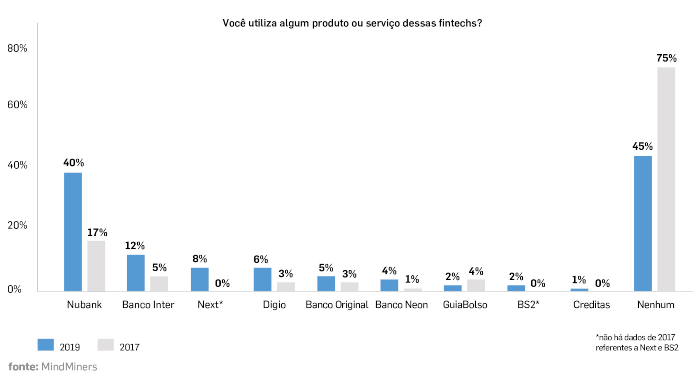 Você utiliza algum produto ou serviço dessas fintechs?
80%
60%
40%
20%
0%
40%
17%
12%
5%
8%
0%
6%
3%
5%
3%
4%
1%
2%
4%
2%
0%
1%
0%
45%
75%
Nubank
Banco Inter
Next*
Digio
Banco Original
Banco Neon
GuiaBolso
BS2*
Creditas
Nenhum
2019
2017
*não há dados de 2017
referentes a Next e BS2
fonte: MindMiners